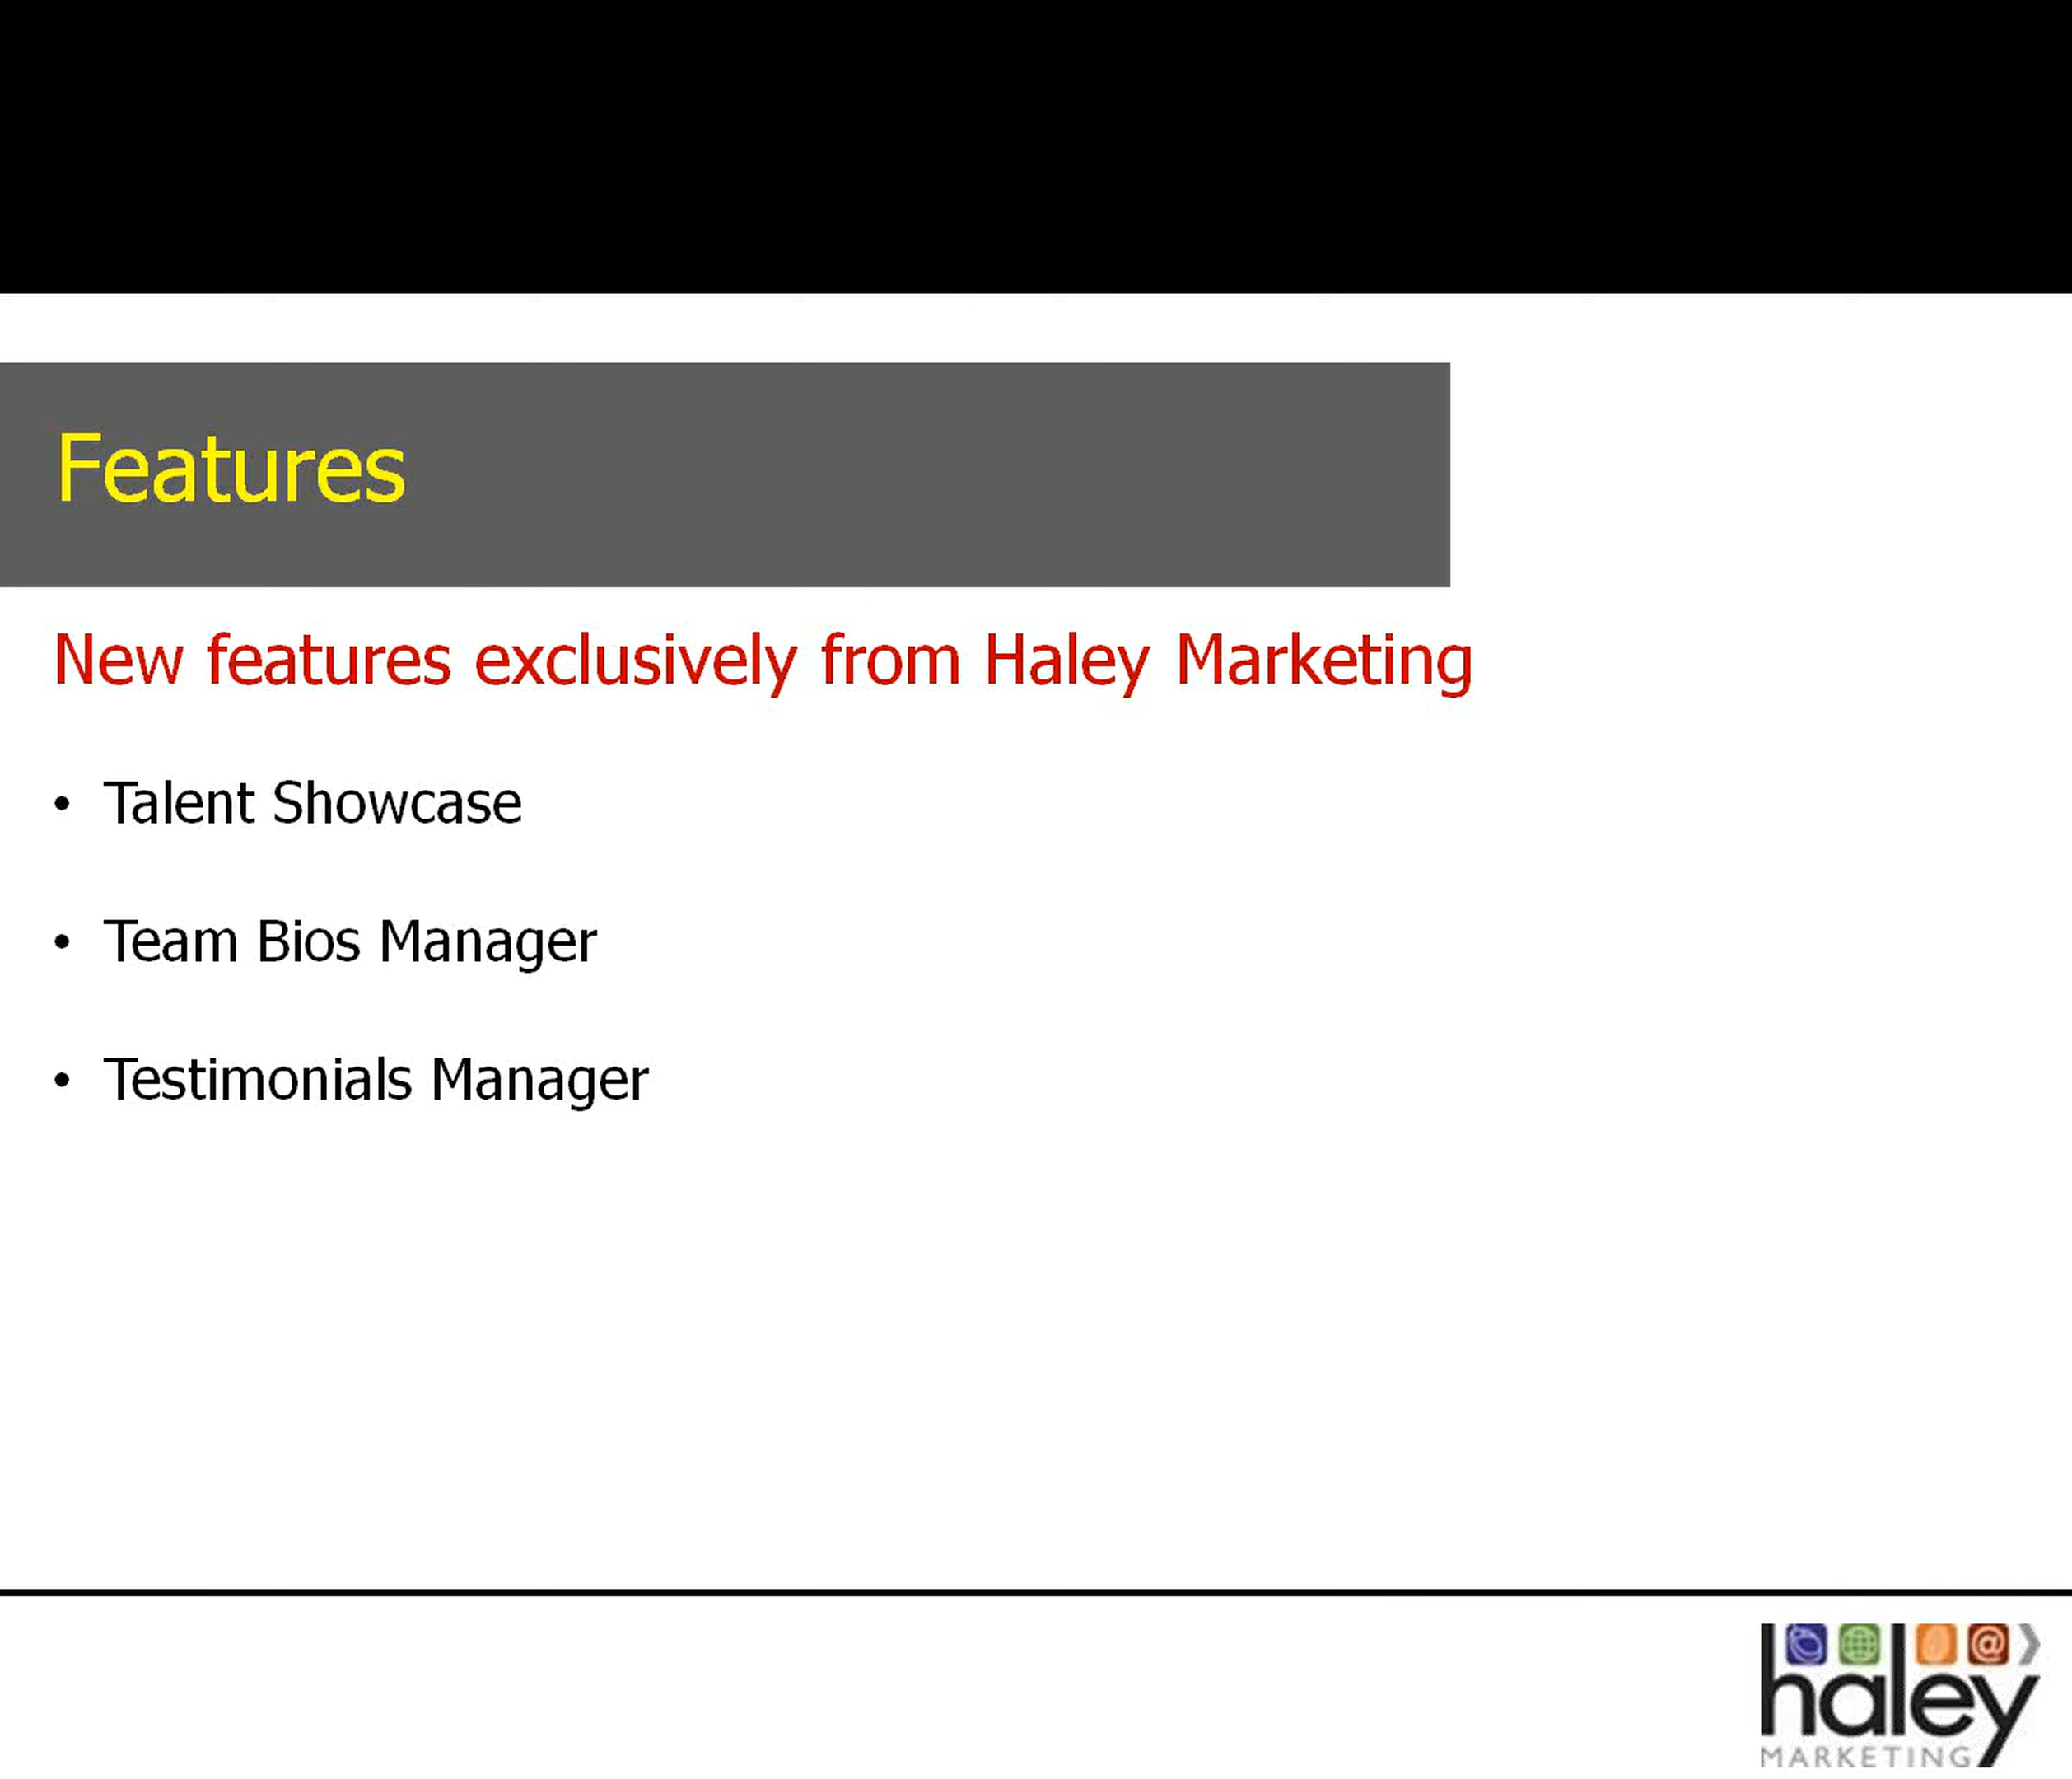 Features
New features exclusively from Haley Marketing
• Talent Showcase
• Team Bios Manager
• Testimonials Manager
@
haley
MARKETING